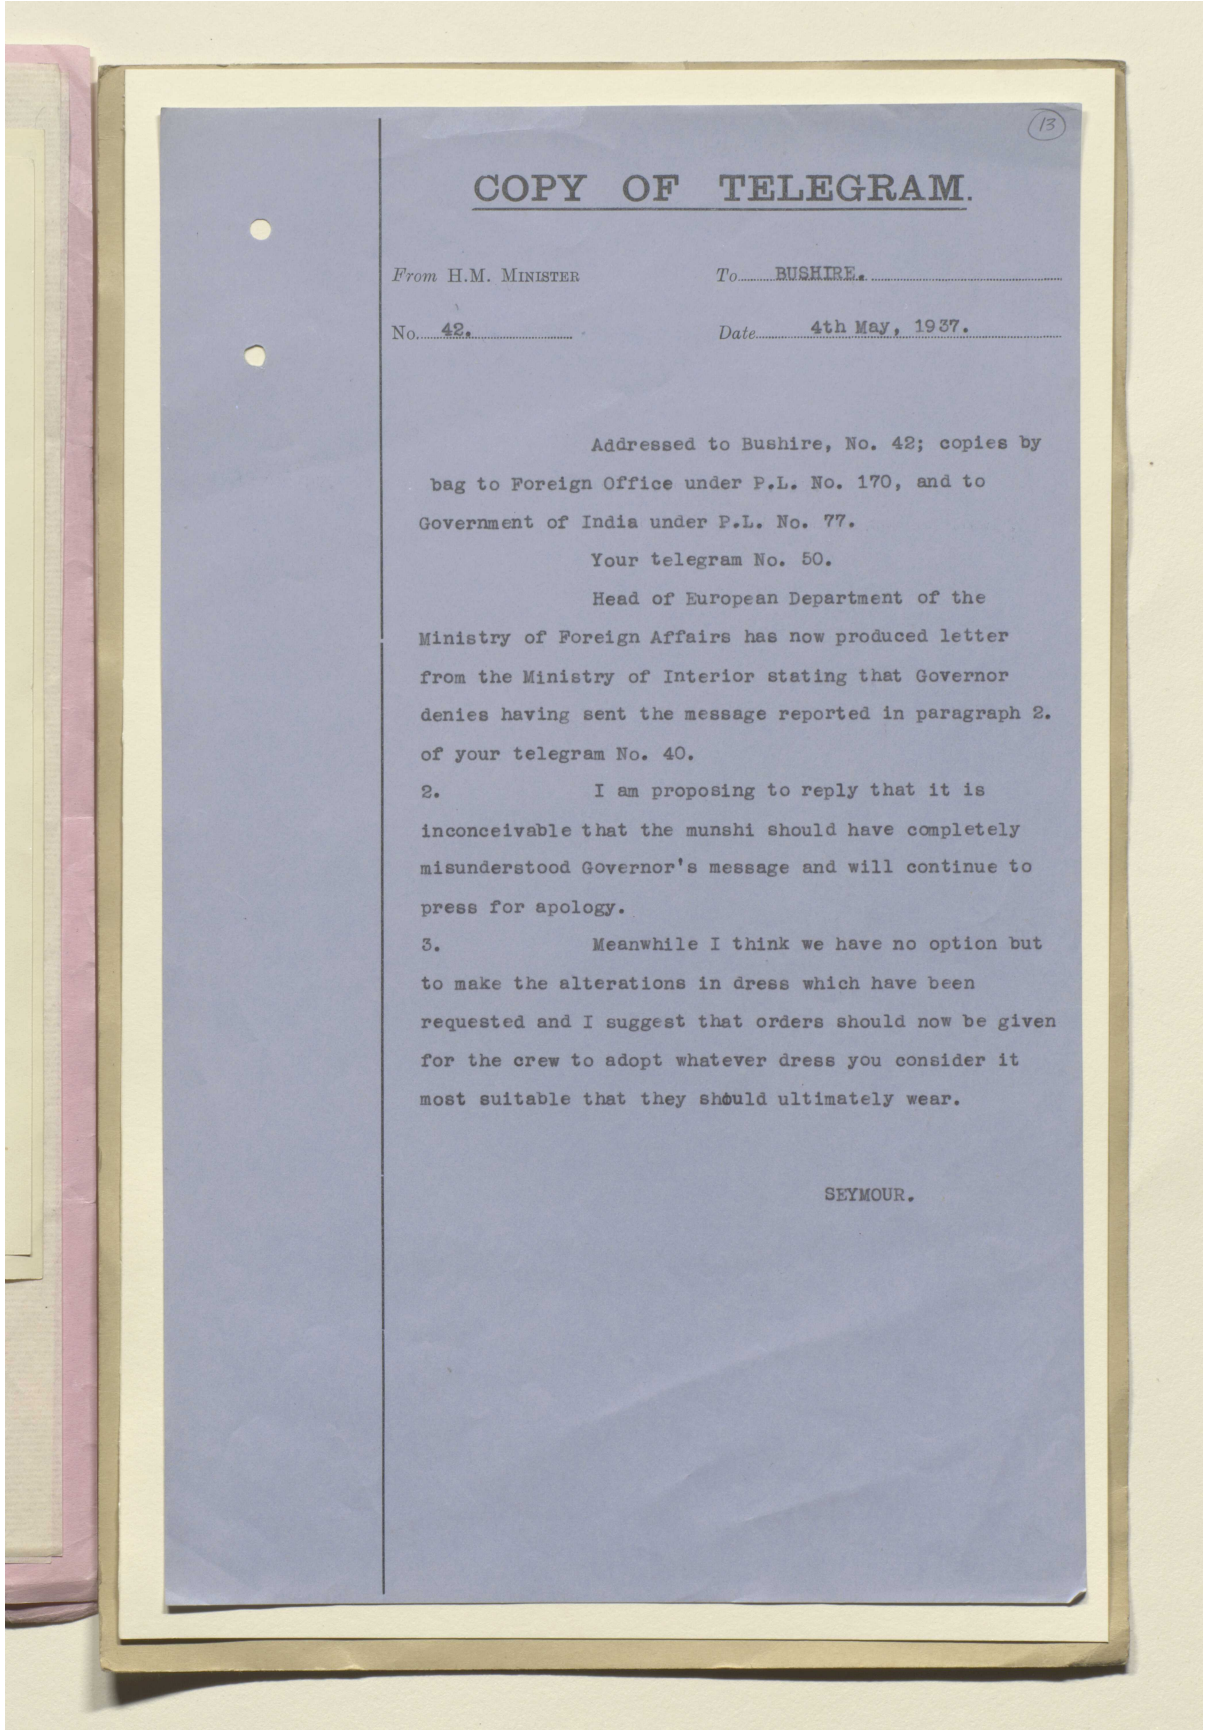 13
COPY OF TELEGRAM.
From H.M. MINISTER To BUSHIRE.
No. 42. Date 4th May, 1937.
Addressed to Bushire, No. 42; copies by
bag to Foreign Office under P.L. No. 170, and to
Government of India under P.L. No. 77.
Your telegram No. 50.
Head of European Department of the
Ministry of Foreign Affairs has now produced letter
from the Ministry of Interior stating that Governor
denies having sent the message reported in paragraph 2.
of your telegram No. 40.
2. I am proposing to reply that it is
inconceivable that the munshi should have completely
misunderstood Governor's message and will continue to
press for apology.
3. Meanwhile I think we have no option but
to make the alterations in dress which have been
requested and I suggest that orders should now be given
for the crew to adopt whatever dress you consider it
most suitable that they should ultimately wear.
SEYMOUR.